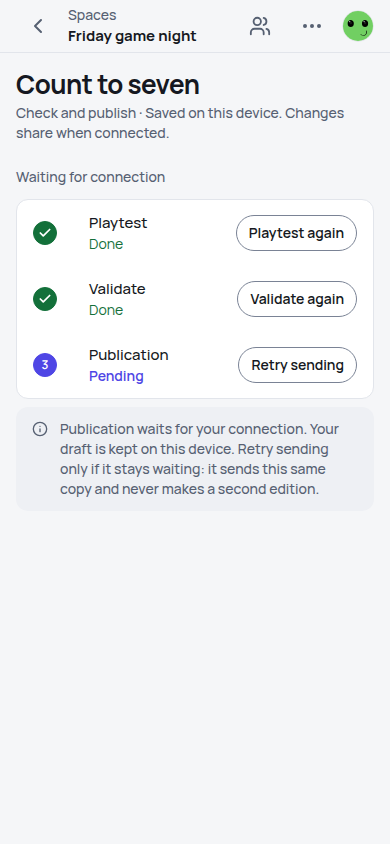 Spaces
Friday game night
Count to seven
Check and publish · Saved on this device. Changes
share when connected.
Waiting for connection
Playtest
Done
Playtest again
Validate
Done
Validate again
3
Publication
Pending
Retry sending
Publication waits for your connection. Your
draft is kept on this device. Retry sending
only if it stays waiting: it sends this same
copy and never makes a second edition.